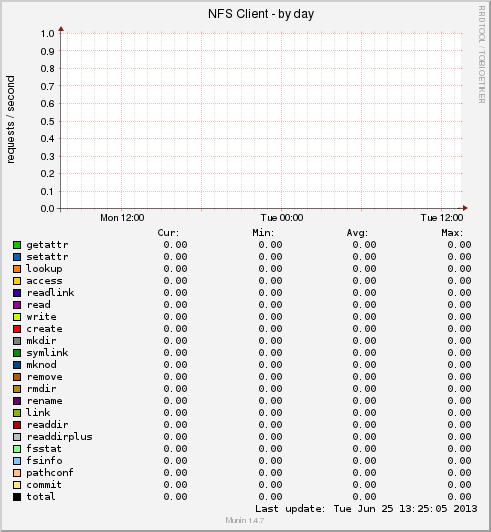 NFS Client - by day
RRDTOOL / TOBI OETIKER
requests / second
1.0
0.9
0.8
0.7
0.6
0.5
0.4
0.3
0.2
0.1
0.0
Mon 12:00 Tue 00:00 Tue 12:00
Cur: Min: Avg: Max:
getattr 0.00 0.00 0.00 0.00
setattr 0.00 0.00 0.00 0.00
lookup 0.00 0.00 0.00 0.00
access 0.00 0.00 0.00 0.00
readlink 0.00 0.00 0.00 0.00
read 0.00 0.00 0.00 0.00
write 0.00 0.00 0.00 0.00
create 0.00 0.00 0.00 0.00
mkdir 0.00 0.00 0.00 0.00
symlink 0.00 0.00 0.00 0.00
mknod 0.00 0.00 0.00 0.00
remove 0.00 0.00 0.00 0.00
rmdir 0.00 0.00 0.00 0.00
rename 0.00 0.00 0.00 0.00
link 0.00 0.00 0.00 0.00
readdir 0.00 0.00 0.00 0.00
readdirplus 0.00 0.00 0.00 0.00
fsstat 0.00 0.00 0.00 0.00
fsinfo 0.00 0.00 0.00 0.00
pathconf 0.00 0.00 0.00 0.00
commit 0.00 0.00 0.00 0.00
total 0.00 0.00 0.00 0.00
Last update: Tue Jun 25 13:25:05 2013
Munin 1.4.7